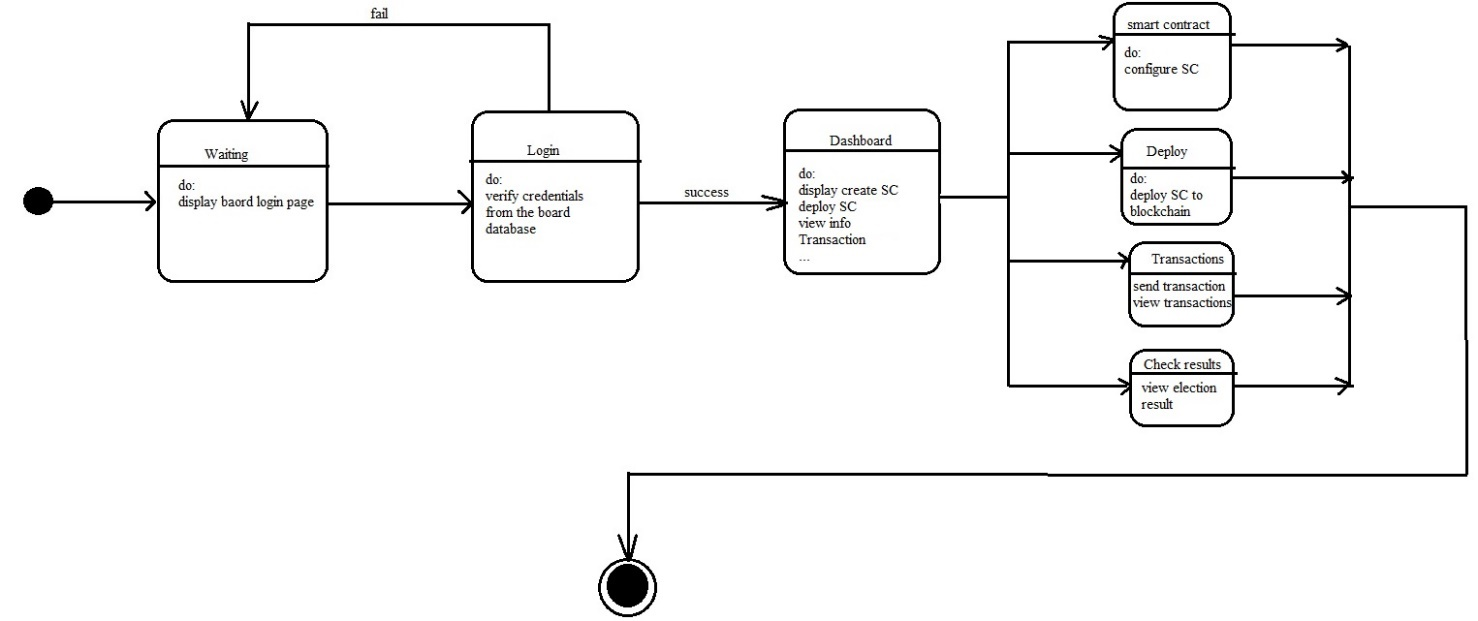 fail
Waiting
do:
display baord login page
Login
do:
verify credentials
from the board
database
success
Dashboard
do:
display create SC
deploy SC
view info
Transaction
...
smart contract
do:
configure SC
Deploy
do:
deploy SC to
blockchain
Transactions
send transaction
view transactions
Check results
view election
result